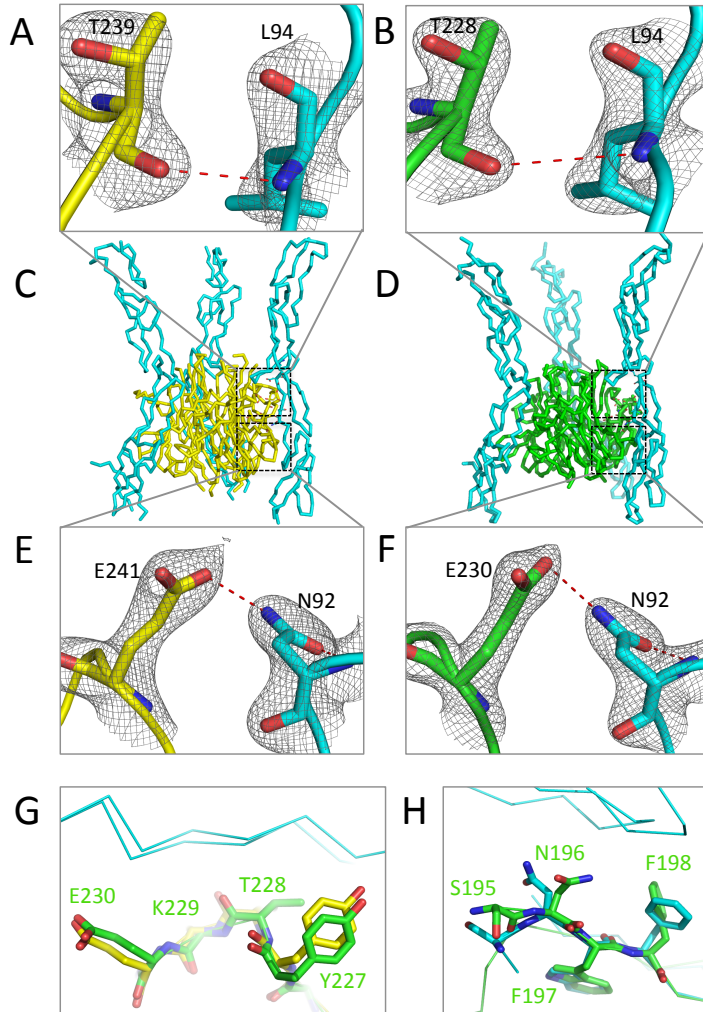 A
T239
L94
B
T228
L94
C
D
E
E241
N92
F
E230
N92
G
E230
K229
T228
Y227
H
S195
N196
F198
F197